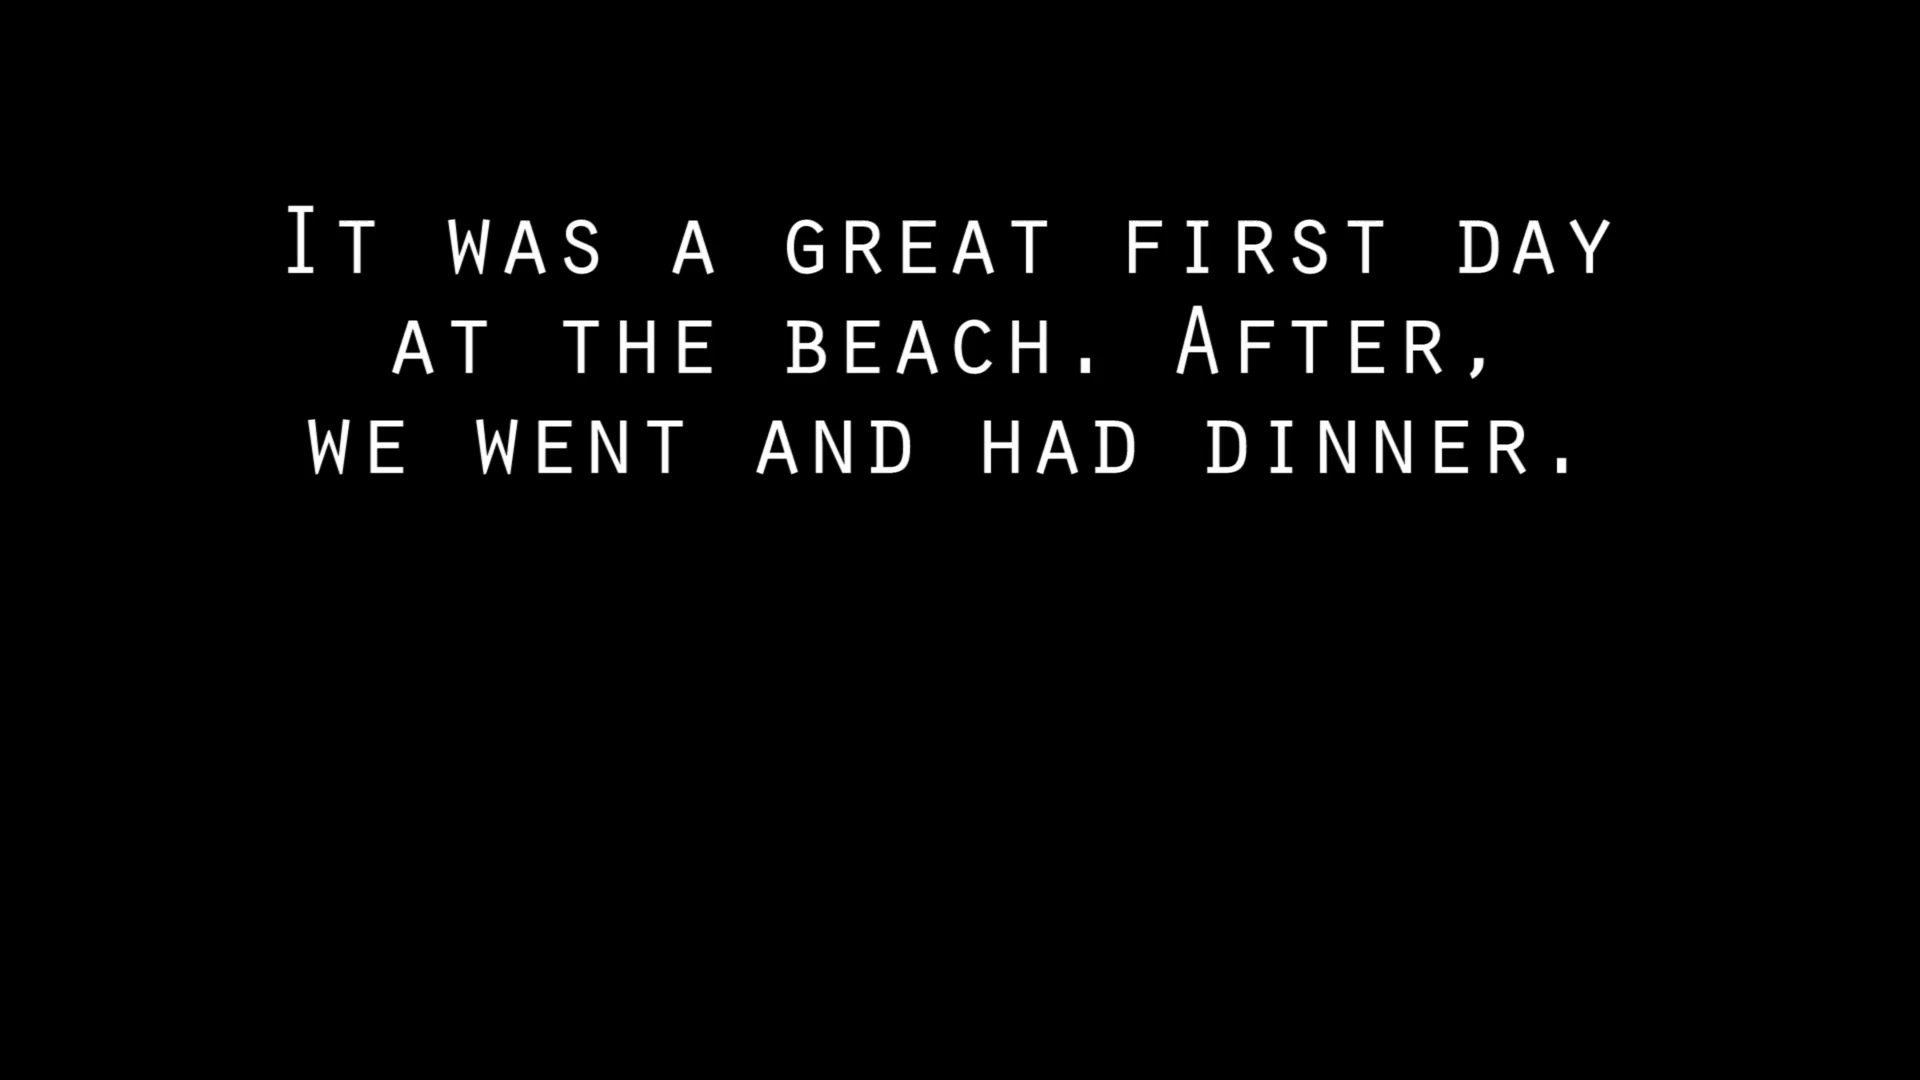 It was a great first day
at the beach. After,
we went and had dinner.